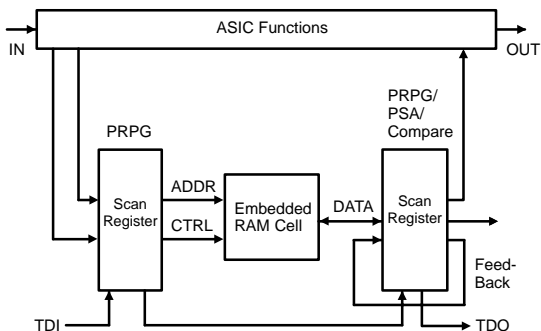 ASIC Functions
IN
OUT
PRPG/
PSA/
Compare
PRPG
Scan
Register
ADDR
CTRL
Embedded
RAM Cell
DATA
Scan
Register
Feed-
Back
TDI
TDO